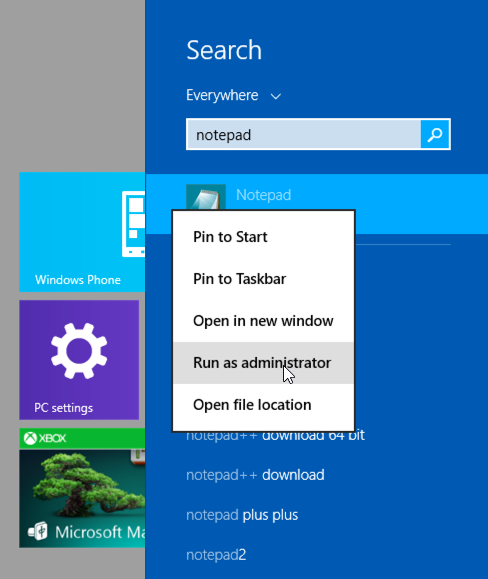 Search
Everywhere
notepad
Notepad
Pin to Start
Pin to Taskbar
Open in new window
Run as administrator
Open file location
notepad++ download 64 bit
notepad++ download
notepad plus plus
notepad2
Windows Phone
PC settings
XBOX
Microsoft Ma